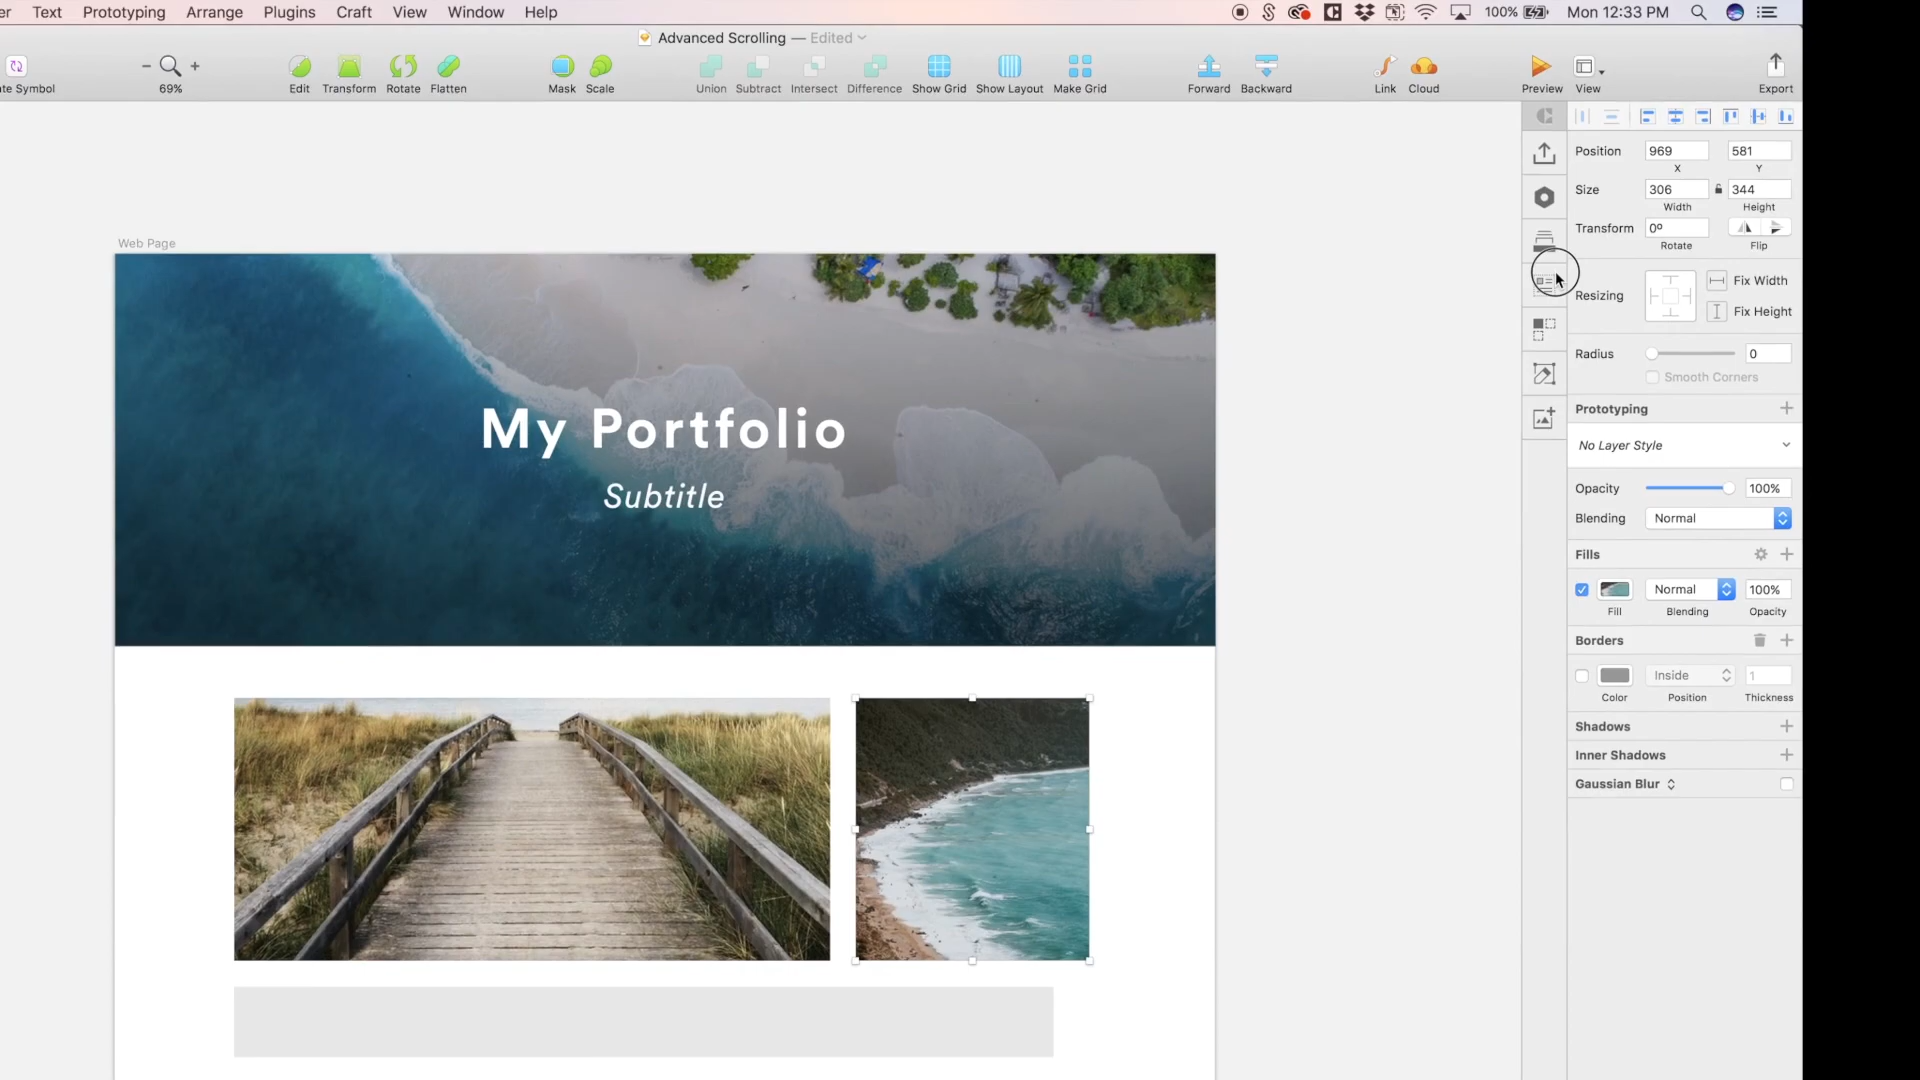 er Text Prototyping Arrange Plugins Craft View Window Help 100% Mon 12:33 PM
Advanced Scrolling — Edited
ate Symbol 69% Edit Transform Rotate Flatten Mask Scale Union Subtract Intersect Difference Show Grid Show Layout Make Grid Forward Backward Link Cloud Preview View Export
Position 969 581
X Y
Size 306 344
Width Height
Transform 0º
Rotate Flip
Resizing Fix Width
Fix Height
Radius 0
Smooth Corners
Prototyping
No Layer Style
Opacity 100%
Blending Normal
Fills
Normal 100%
Fill Blending Opacity
Borders
Inside 1
Color Position Thickness
Shadows
Inner Shadows
Gaussian Blur
Web Page
My Portfolio
Subtitle